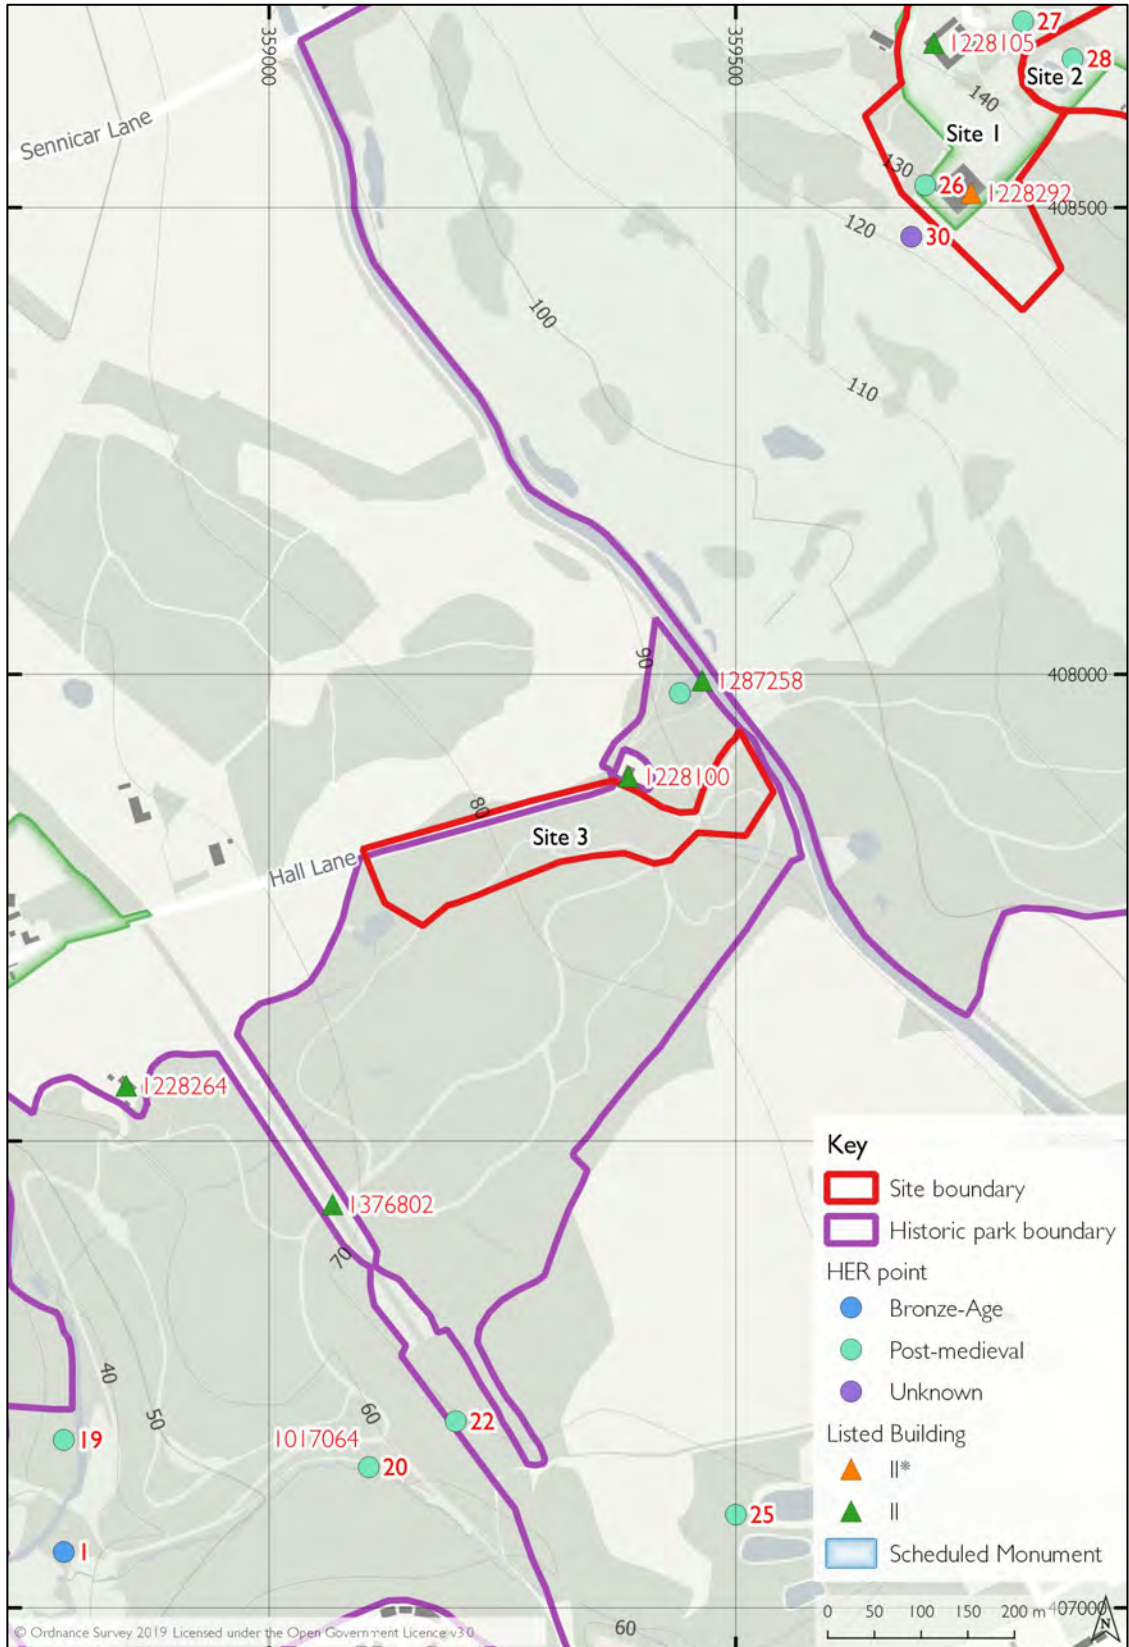 359000
359500
27
1228105
28
Site 2
140
Sennicar Lane
Site 1
130
26
1228292
408500
120
30
100
110
90
1287258
408000
1228100
80
Site 3
Hall Lane
1228264
1376802
70
40
50
60
22
1017064
19
20
25
1
60
407000
Key
Site boundary
Historic park boundary
HER point
Bronze-Age
Post-medieval
Unknown
Listed Building
II*
II
Scheduled Monument
0 50 100 150 200 m
N
© Ordnance Survey 2019 Licensed under the Open Government Licence v3.0